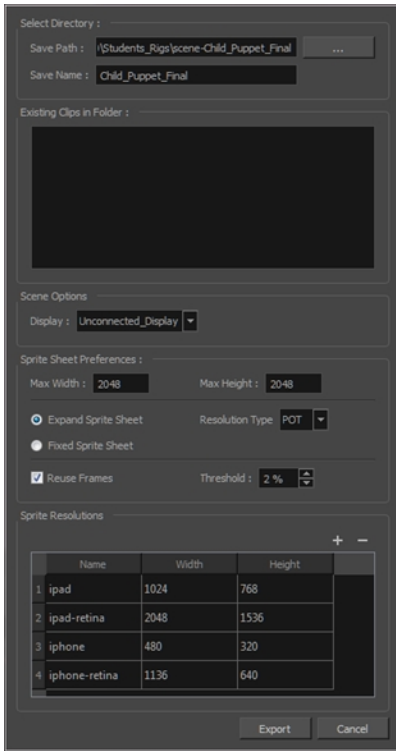 Select Directory :
Save Path : \Students_Rigs\scene-Child_Puppet_Final ...
Save Name : Child_Puppet_Final
Existing Clips in Folder :
Scene Options
Display : Unconnected_Display
Sprite Sheet Preferences :
Max Width : 2048 Max Height : 2048
Expand Sprite Sheet Resolution Type POT
Fixed Sprite Sheet
Reuse Frames Threshold : 2 %
Sprite Resolutions
+ −
Name Width Height
1 ipad 1024 768
2 ipad-retina 2048 1536
3 iphone 480 320
4 iphone-retina 1136 640
Export Cancel